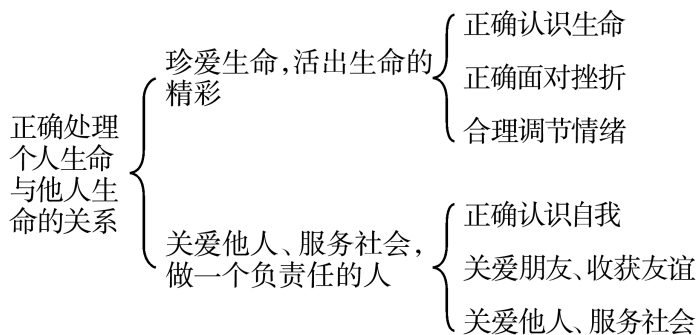 正确处理
个人生命
与他人生
命的关系
珍爱生命,活出生命的
精彩
正确认识生命
正确面对挫折
合理调节情绪
关爱他人、服务社会,
做一个负责任的人
正确认识自我
关爱朋友、收获友谊
关爱他人、服务社会